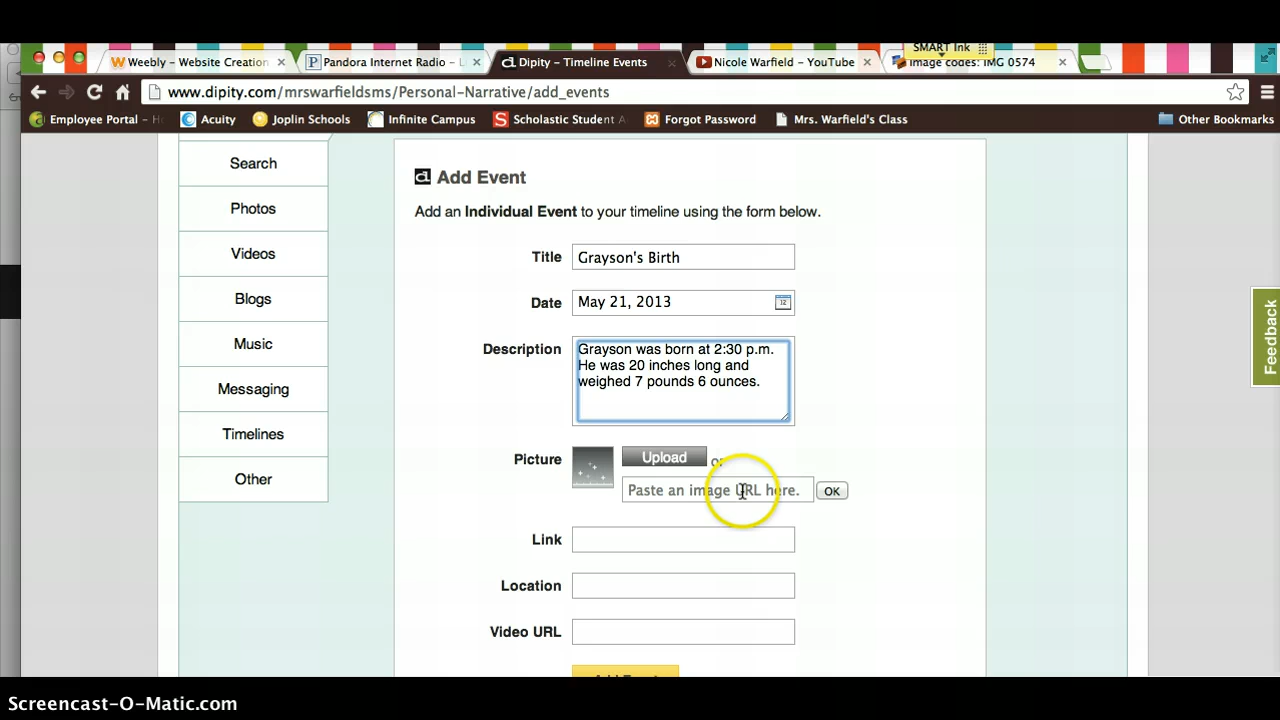 SMART Ink
Weebly - Website Creation
Pandora Internet Radio - L
Dipity - Timeline Events
Nicole Warfield - YouTube
Image codes: IMG 0574
www.dipity.com/mrswarfieldsms/Personal-Narrative/add_events
Employee Portal - H
Acuity
Joplin Schools
Infinite Campus
Scholastic Student A
Forgot Password
Mrs. Warfield's Class
Other Bookmarks
Search
Photos
Videos
Blogs
Music
Messaging
Timelines
Other
Add Event
Add an Individual Event to your timeline using the form below.
Title Grayson's Birth
Date May 21, 2013
12
Description Grayson was born at 2:30 p.m.
He was 20 inches long and
weighed 7 pounds 6 ounces.
Picture Upload or
Paste an image URL here. OK
Link
Location
Video URL
Add Event
Feedback
Screencast-O-Matic.com